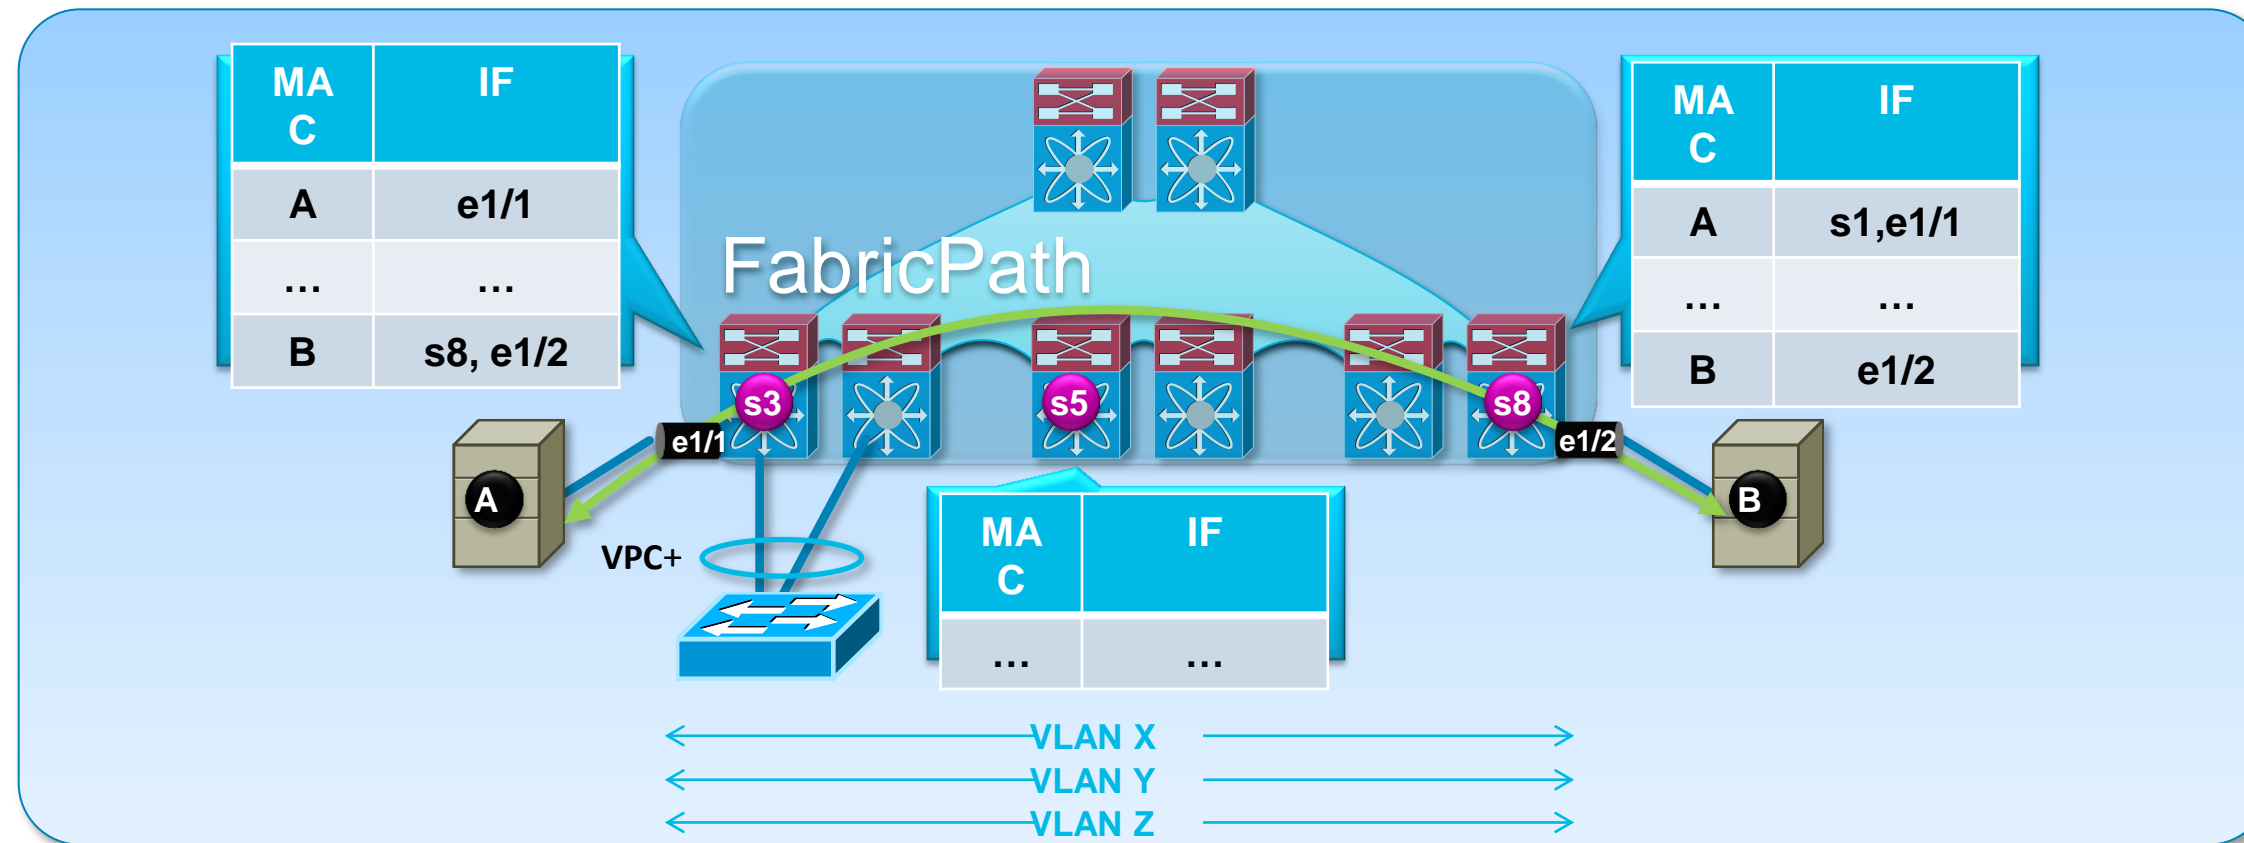 MA
C
IF
A
e1/1
…
…
B
s8, e1/2
FabricPath
MA
C
IF
A
s1,e1/1
…
…
B
e1/2
s3
s5
s8
e1/1
e1/2
A
B
VPC+
MA
C
IF
…
…
VLAN X
VLAN Y
VLAN Z